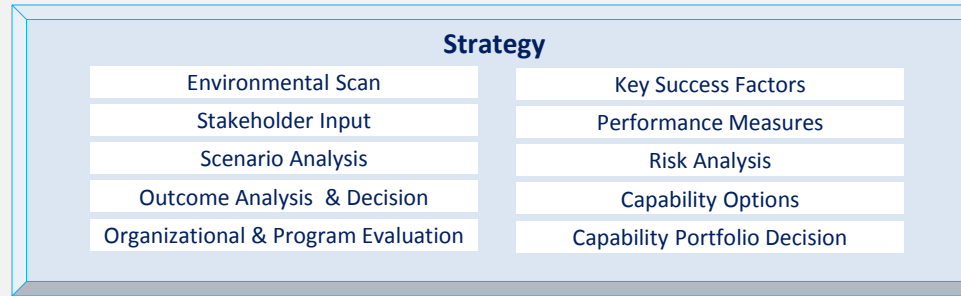 Strategy
Environmental Scan
Stakeholder Input
Scenario Analysis
Outcome Analysis & Decision
Organizational & Program Evaluation
Key Success Factors
Performance Measures
Risk Analysis
Capability Options
Capability Portfolio Decision